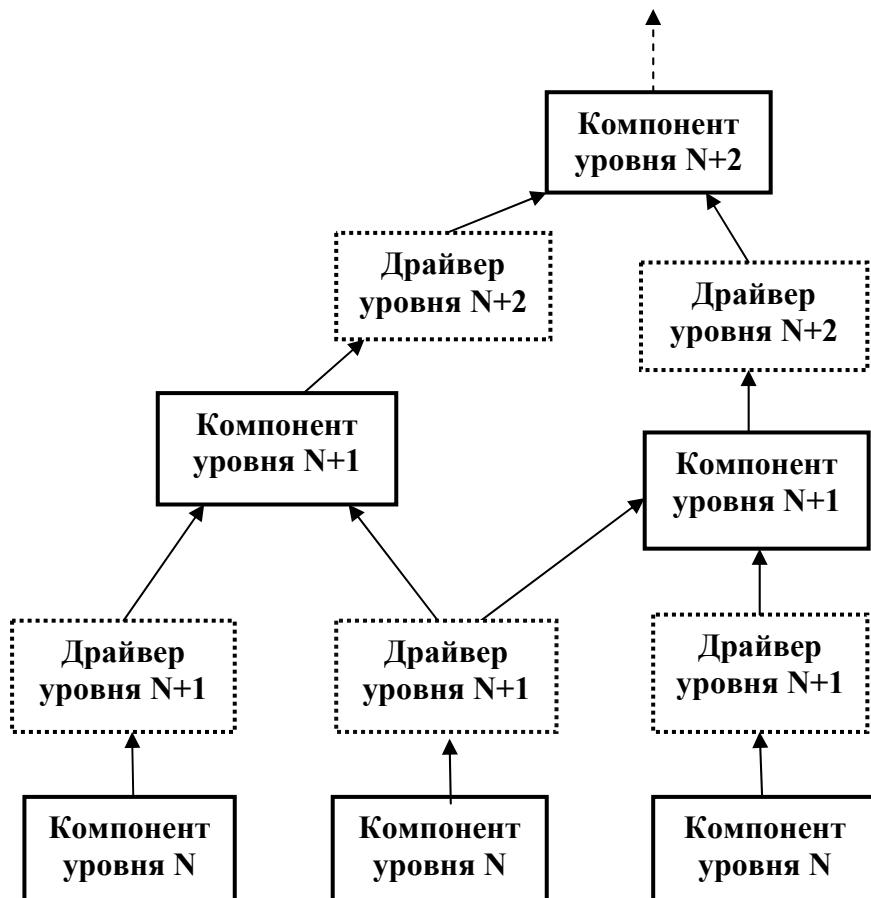 Компонент
уровня N+2
Драйвер
уровня N+2
Драйвер
уровня N+2
Компонент
уровня N+1
Компонент
уровня N+1
Драйвер
уровня N+1
Драйвер
уровня N+1
Драйвер
уровня N+1
Компонент
уровня N
Компонент
уровня N
Компонент
уровня N